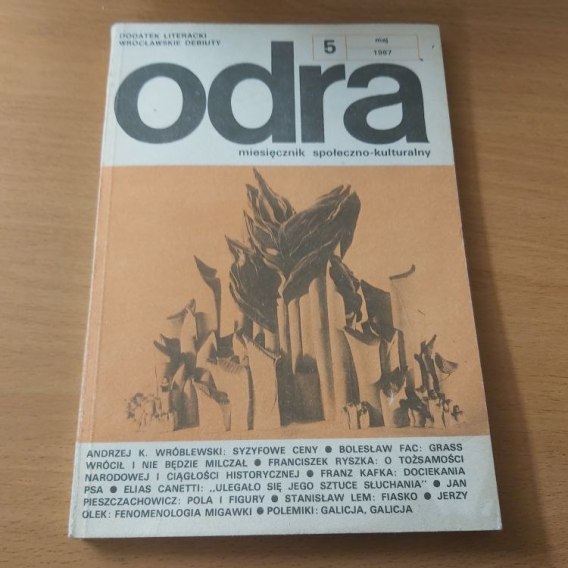 DODATEK LITERACKI
WROCŁAWSKIE DEBIUTY
5
maj
1987
odra
miesięcznik społeczno-kulturalny
ANDRZEJ K. WRÓBLEWSKI: SYZYFOWE CENY ● BOLESŁAW FAC: GRASS
WRÓCIŁ I NIE BĘDZIE MILCZAŁ ● FRANCISZEK RYSZKA: O TOŻSAMOŚCI
NARODOWEJ I CIĄGŁOŚCI HISTORYCZNEJ ● FRANZ KAFKA: DOCIEKANIA
PSA ● ELIAS CANETTI: „ULEGAŁO SIĘ JEGO SZTUCE SŁUCHANIA" ● JAN
PIESZCZACHOWICZ: POLA I FIGURY ● STANISŁAW LEM: FIASKO ● JERZY
OLEK: FENOMENOLOGIA MIGAWKI ● POLEMIKI: GALICJA, GALICJA